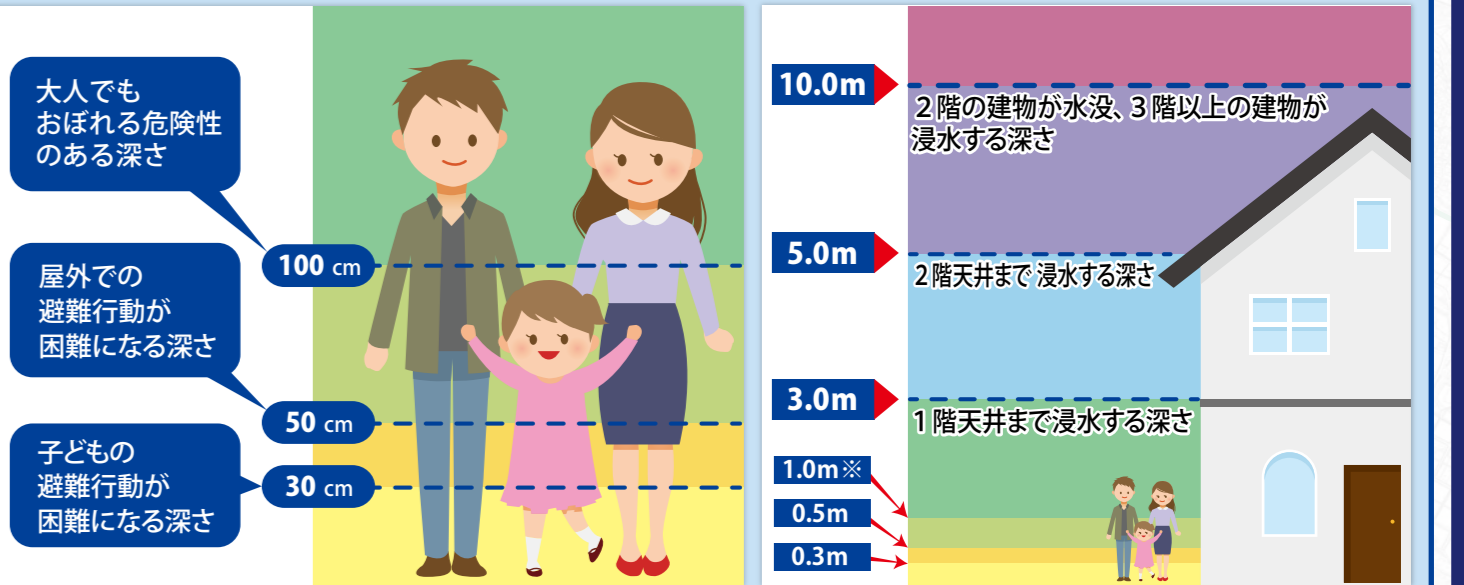 大人でも
おぼれる危険性
のある深さ
100 cm
屋外での
避難行動が
困難になる深さ
50 cm
子どもの
避難行動が
困難になる深さ
30 cm
10.0m
2階の建物が水没、3階以上の建物が
浸水する深さ
5.0m
2階天井まで浸水する深さ
3.0m
1階天井まで浸水する深さ
1.0m※
0.5m
0.3m